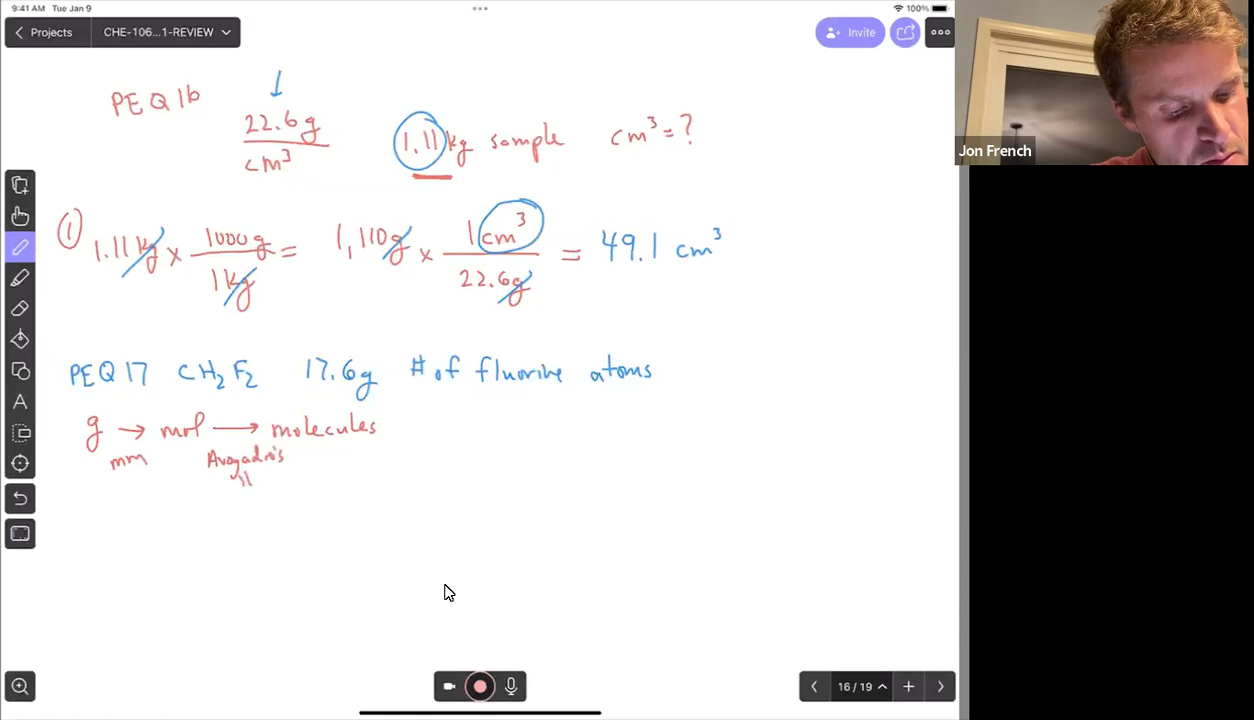 9:41 AM Tue Jan 9
100%
Projects
CHE-106...1-REVIEW
Invite
Jon French
PEQ 16
22.6g
cm³
1.11 kg sample cm³ = ?
①
1.11 kg × 1000 g / 1 kg = 1,110 g × 1 cm³ / 22.6 g = 49.1 cm³
PEQ 17 CH₂F₂ 17.6g # of fluorine atoms
g → mol → molecules
mm Avogadro's
A
16 / 19